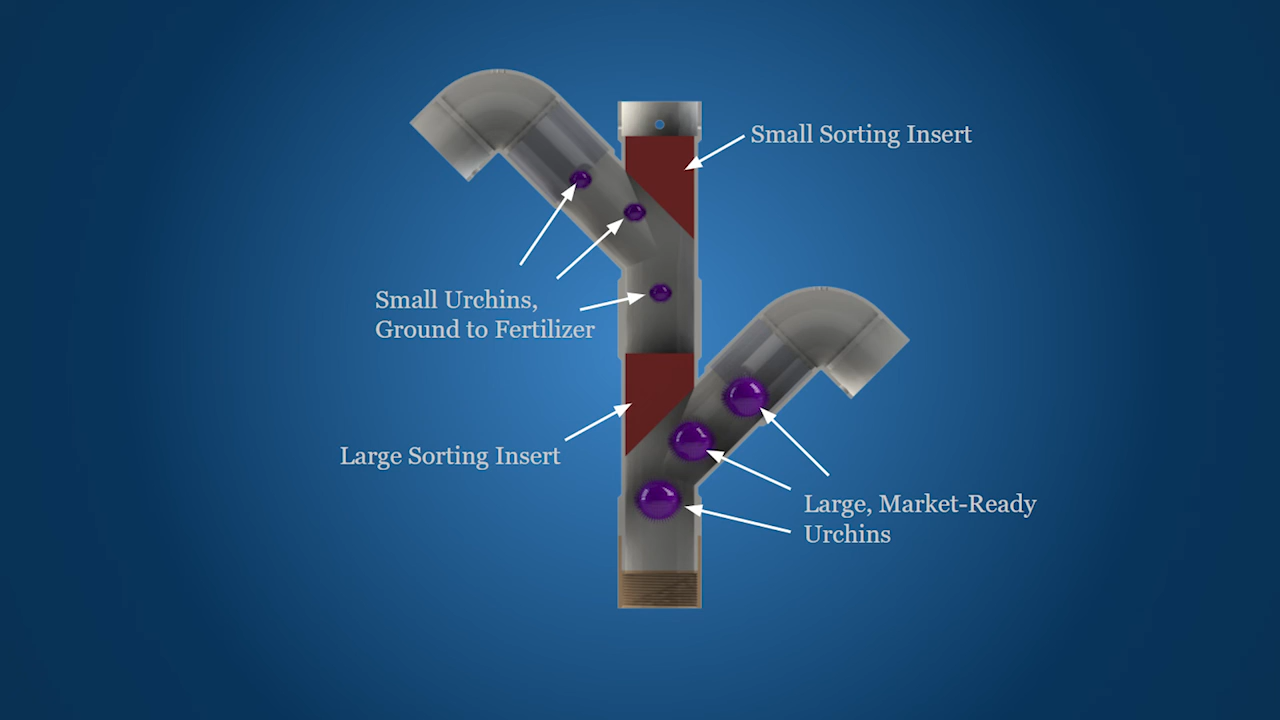 Small Sorting Insert
Small Urchins,
Ground to Fertilizer
Large Sorting Insert
Large, Market-Ready
Urchins